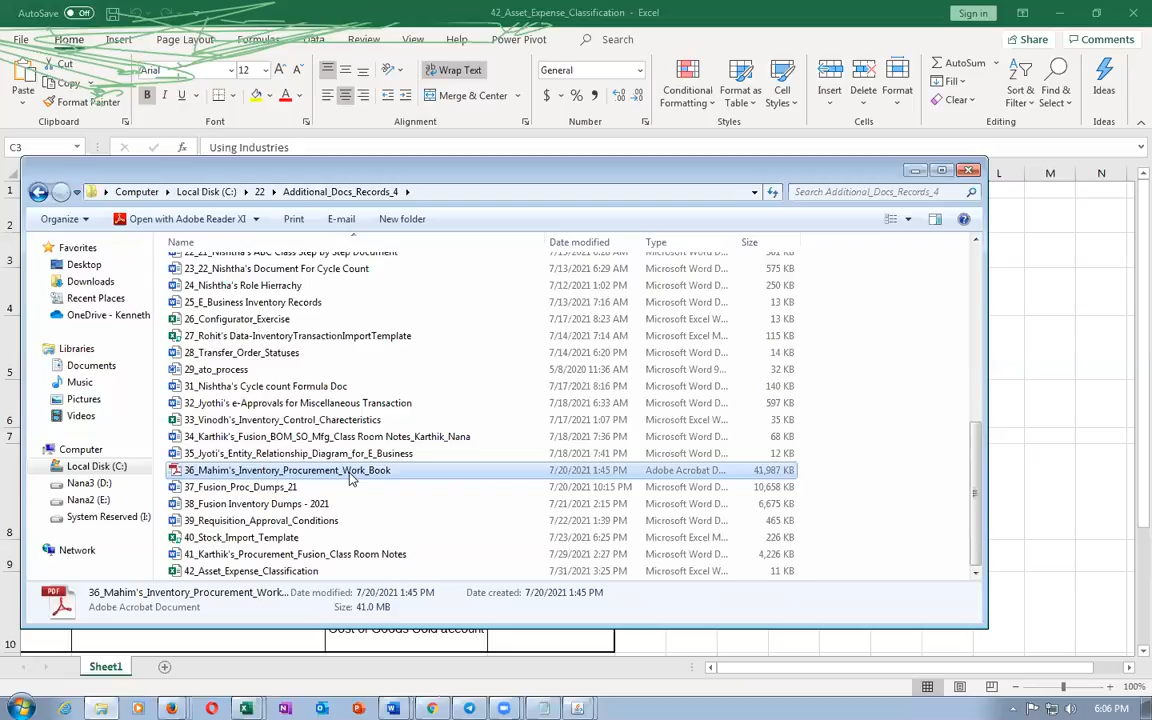 AutoSave Off
42_Asset_Expense_Classification - Excel
Sign in
File Home Insert Page Layout Formulas Data Review View Help Power Pivot Search
Share Comments
Paste Cut Copy Format Painter
Clipboard
Arial 12
B I U
Font
Wrap Text
Merge & Center
Alignment
General
$ % ,
Number
Conditional Formatting
Format as Table
Cell Styles
Styles
Insert Delete Format
Cells
AutoSum
Fill
Clear
Sort & Filter
Find & Select
Editing
Ideas
Ideas
C3 fx Using Industries
Computer Local Disk (C:) 22 Additional_Docs_Records_4
Search Additional_Docs_Records_4
Organize Open with Adobe Reader XI Print E-mail New folder
Name Date modified Type Size
23_22_Nishtha's Document For Cycle Count 7/13/2021 6:29 AM Microsoft Word D... 575 KB
24_Nishtha's Role Hierrachy 7/12/2021 1:02 PM Microsoft Word D... 250 KB
25_E_Business Inventory Records 7/13/2021 7:16 AM Microsoft Word D... 13 KB
26_Configurator_Exercise 7/17/2021 8:23 AM Microsoft Excel W... 13 KB
27_Rohit's Data-InventoryTransactionImportTemplate 7/14/2021 7:14 AM Microsoft Excel M... 115 KB
28_Transfer_Order_Statuses 7/14/2021 6:20 PM Microsoft Word D... 14 KB
29_ato_process 5/8/2020 11:36 AM Microsoft Word 9... 32 KB
31_Nishtha's Cycle count Formula Doc 7/17/2021 8:16 PM Microsoft Word D... 140 KB
32_Jyothi's e-Approvals for Miscellaneous Transaction 7/18/2021 6:33 AM Microsoft Word D... 597 KB
33_Vinodh's_Inventory_Control_Charecteristics 7/17/2021 1:07 PM Microsoft Excel W... 35 KB
34_Karthik's_Fusion_BOM_SO_Mfg_Class Room Notes_Karthik_Nana 7/18/2021 7:36 PM Microsoft Word D... 68 KB
35_Jyoti's_Entity_Relationship_Diagram_for_E_Business 7/18/2021 7:41 PM Microsoft Word D... 12 KB
36_Mahim's_Inventory_Procurement_Work_Book 7/20/2021 1:45 PM Adobe Acrobat D... 41,987 KB
37_Fusion_Proc_Dumps_21 7/20/2021 10:15 PM Microsoft Word D... 10,658 KB
38_Fusion Inventory Dumps - 2021 7/21/2021 2:15 PM Microsoft Word D... 6,675 KB
39_Requisition_Approval_Conditions 7/22/2021 1:39 PM Microsoft Word D... 465 KB
40_Stock_Import_Template 7/23/2021 6:25 PM Microsoft Excel M... 226 KB
41_Karthik's_Procurement_Fusion_Class Room Notes 7/29/2021 2:27 PM Microsoft Word D... 4,226 KB
42_Asset_Expense_Classification 7/31/2021 3:25 PM Microsoft Excel W... 11 KB
Favorites
Desktop
Downloads
Recent Places
OneDrive - Kenneth
Libraries
Documents
Music
Pictures
Videos
Computer
Local Disk (C:)
Nana3 (D:)
Nana2 (E:)
System Reserved (I:)
Network
36_Mahim's_Inventory_Procurement_Work... Date modified: 7/20/2021 1:45 PM Date created: 7/20/2021 1:45 PM
Adobe Acrobat Document Size: 41.0 MB
L M N
1
2
3
4
5
6
7
8
9
10
Sheet1
100%
6:06 PM